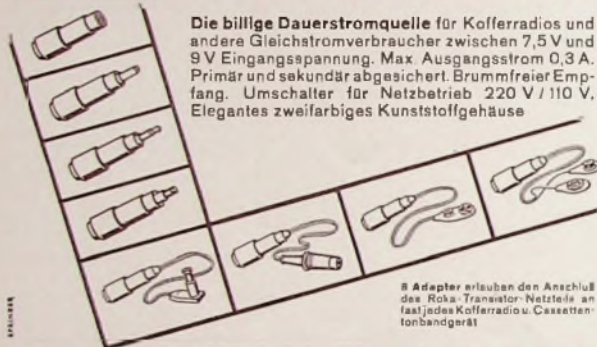 Die billige Dauerstromquelle für Kofferradios und
andere Gleichstromverbraucher zwischen 7,5 V und
9 V Eingangsspannung. Max. Ausgangsstrom 0,3 A.
Primär und sekundär abgesichert. Brummfreier Emp-
fang. Umschalter für Netzbetrieb 220 V / 110 V,
Elegantes zweifarbiges Kunststoffgehäuse
8 Adapter erlauben den Anschluß
des Roka-Transistor-Netzteils an
fast jedes Kofferradio u. Cassetten-
tonbandgerät